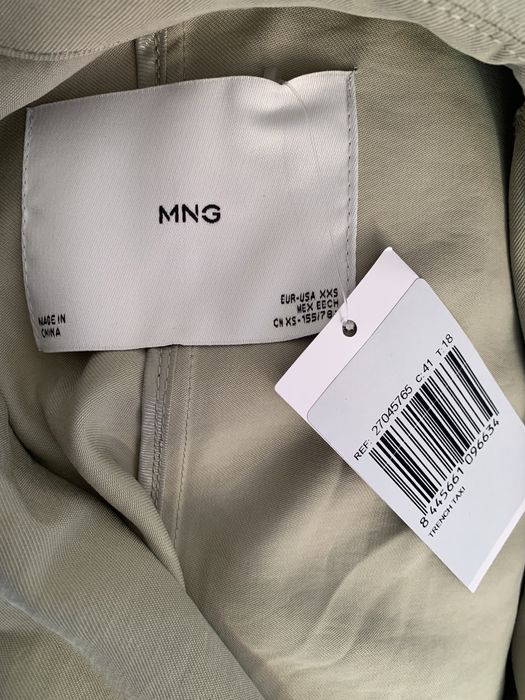 MNG
MADE IN
CHINA
EUR-USA XXS
MEX EECH
CN XS-155/78
REF: 27045765 C:41 T:18
8 445661 096634
TRENCH TAXI